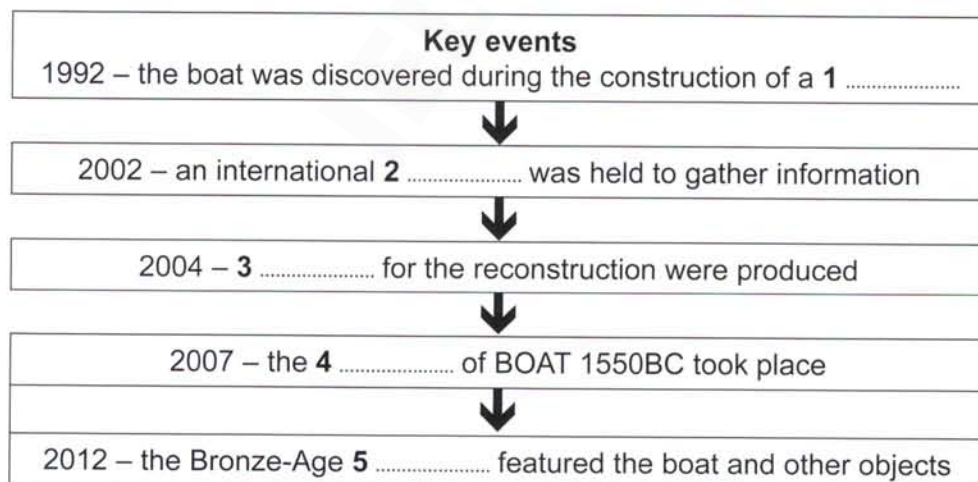 Key events
1992 – the boat was discovered during the construction of a 1 ....................
2002 – an international 2 .................... was held to gather information
2004 – 3 .................... for the reconstruction were produced
2007 – the 4 .................... of BOAT 1550BC took place
2012 – the Bronze-Age 5 .................... featured the boat and other objects